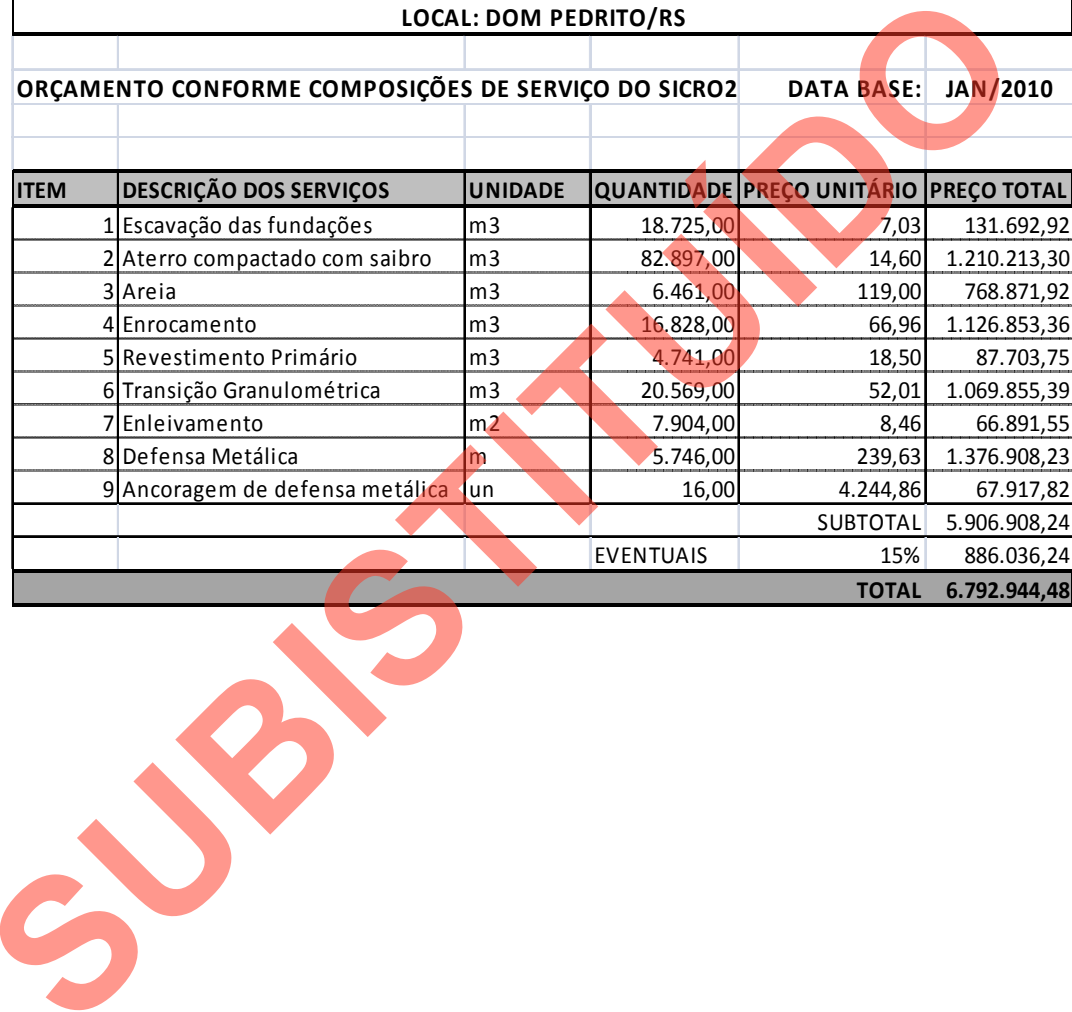 LOCAL: DOM PEDRITO/RS
ORÇAMENTO CONFORME COMPOSIÇÕES DE SERVIÇO DO SICRO2 DATA BASE: JAN/2010
ITEM DESCRIÇÃO DOS SERVIÇOS UNIDADE QUANTIDADE PREÇO UNITÁRIO PREÇO TOTAL
1 Escavação das fundações m3 18.725,00 7,03 131.692,92
2 Aterro compactado com saibro m3 82.897,00 14,60 1.210.213,30
3 Areia m3 6.461,00 119,00 768.871,92
4 Enrocamento m3 16.828,00 66,96 1.126.853,36
5 Revestimento Primário m3 4.741,00 18,50 87.703,75
6 Transição Granulométrica m3 20.569,00 52,01 1.069.855,39
7 Enleivamento m2 7.904,00 8,46 66.891,55
8 Defensa Metálica m 5.746,00 239,63 1.376.908,23
9 Ancoragem de defensa metálica un 16,00 4.244,86 67.917,82
SUBTOTAL 5.906.908,24
EVENTUAIS 15% 886.036,24
TOTAL 6.792.944,48
SUBISTITUÍDO